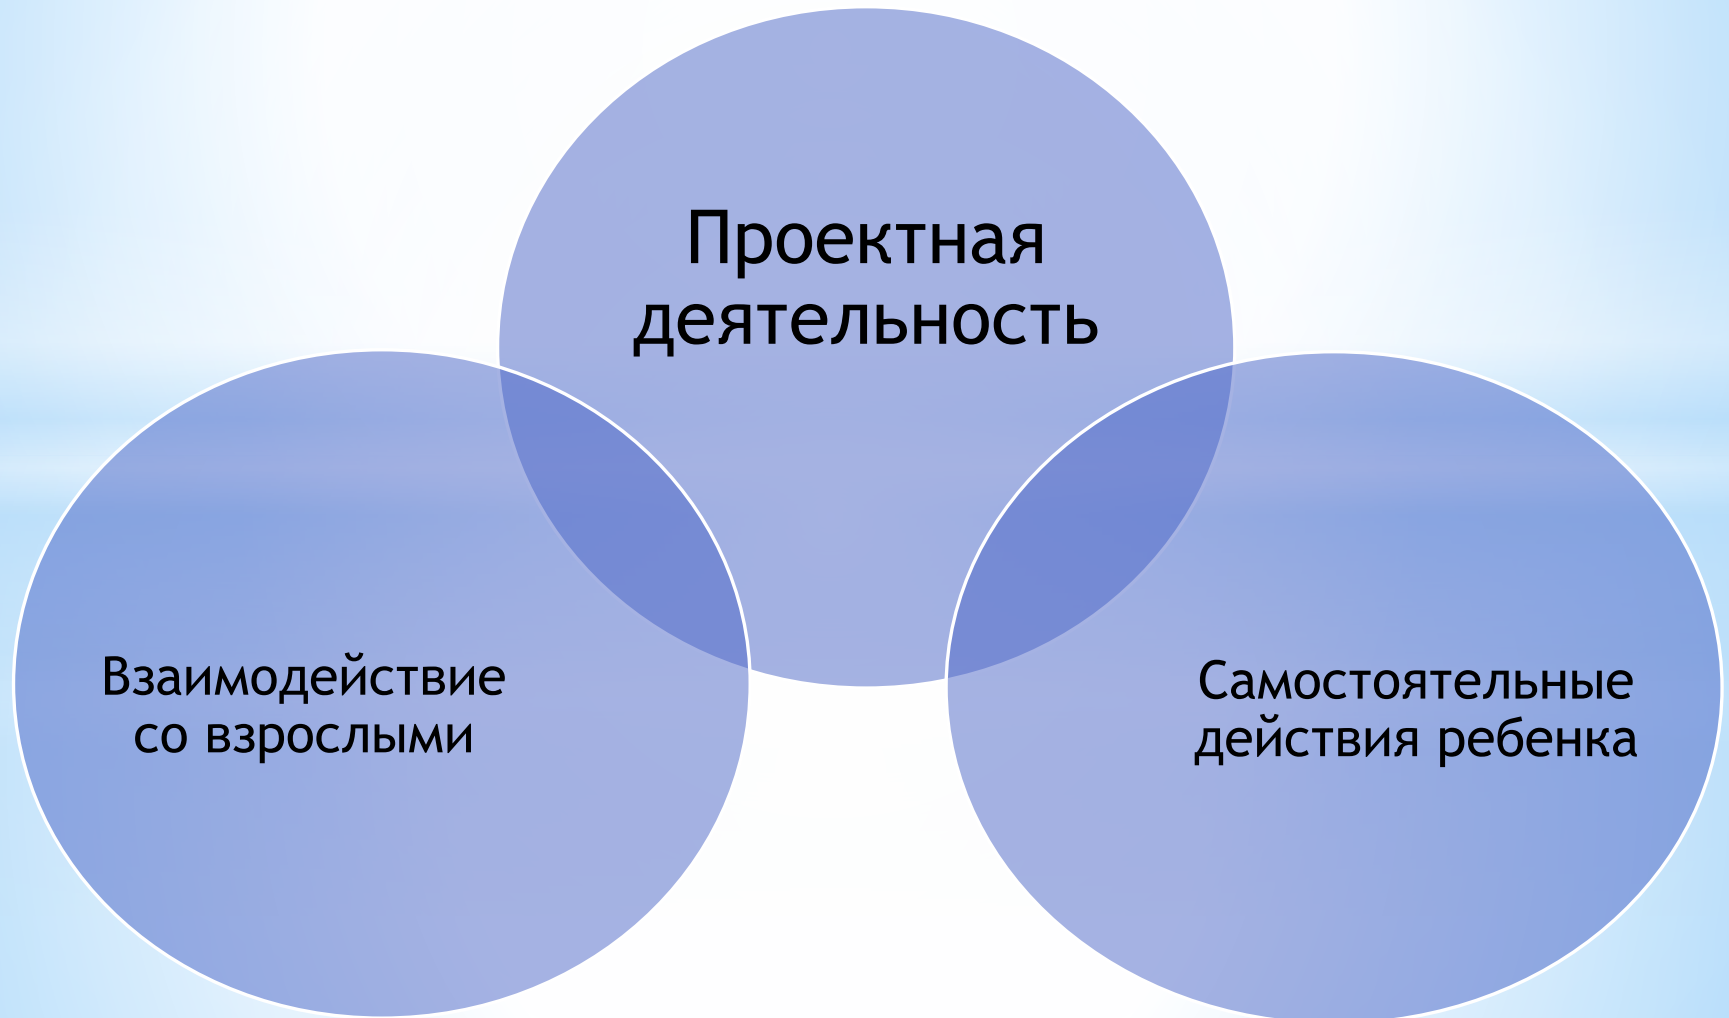 Проектная
деятельность
Взаимодействие
со взрослыми
Самостоятельные
действия ребенка